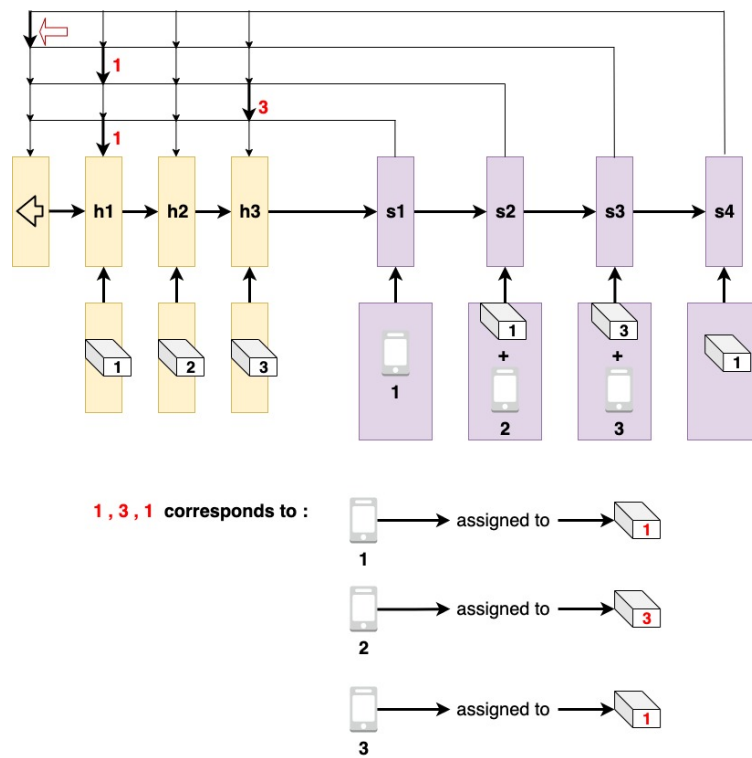 1
3
1
h1 h2 h3 s1 s2 s3 s4
1 2 3 1 3 1
+ +
1 2 3
1 , 3 , 1 corresponds to :
assigned to 1
1
assigned to 3
2
assigned to 1
3